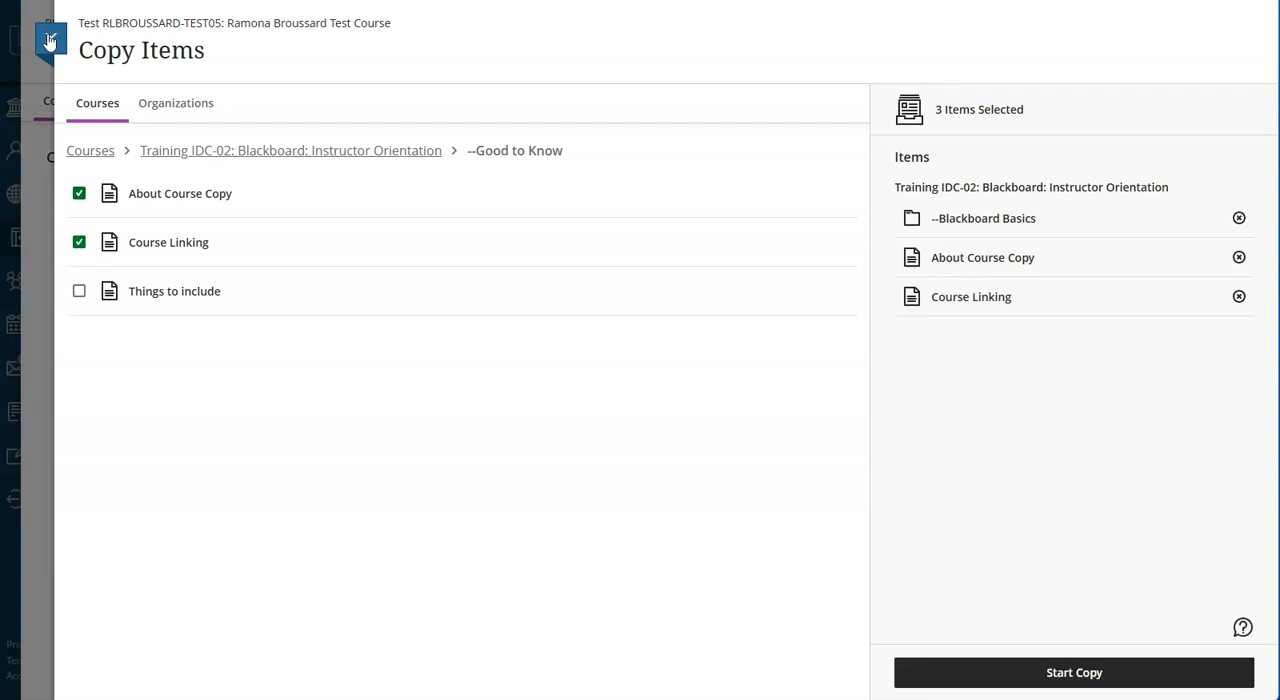 Test RLBROUSSARD-TEST05: Ramona Broussard Test Course
Copy Items
Courses Organizations
Courses > Training IDC-02: Blackboard: Instructor Orientation > --Good to Know
About Course Copy
Course Linking
Things to include
3 Items Selected
Items
Training IDC-02: Blackboard: Instructor Orientation
--Blackboard Basics
About Course Copy
Course Linking
Start Copy